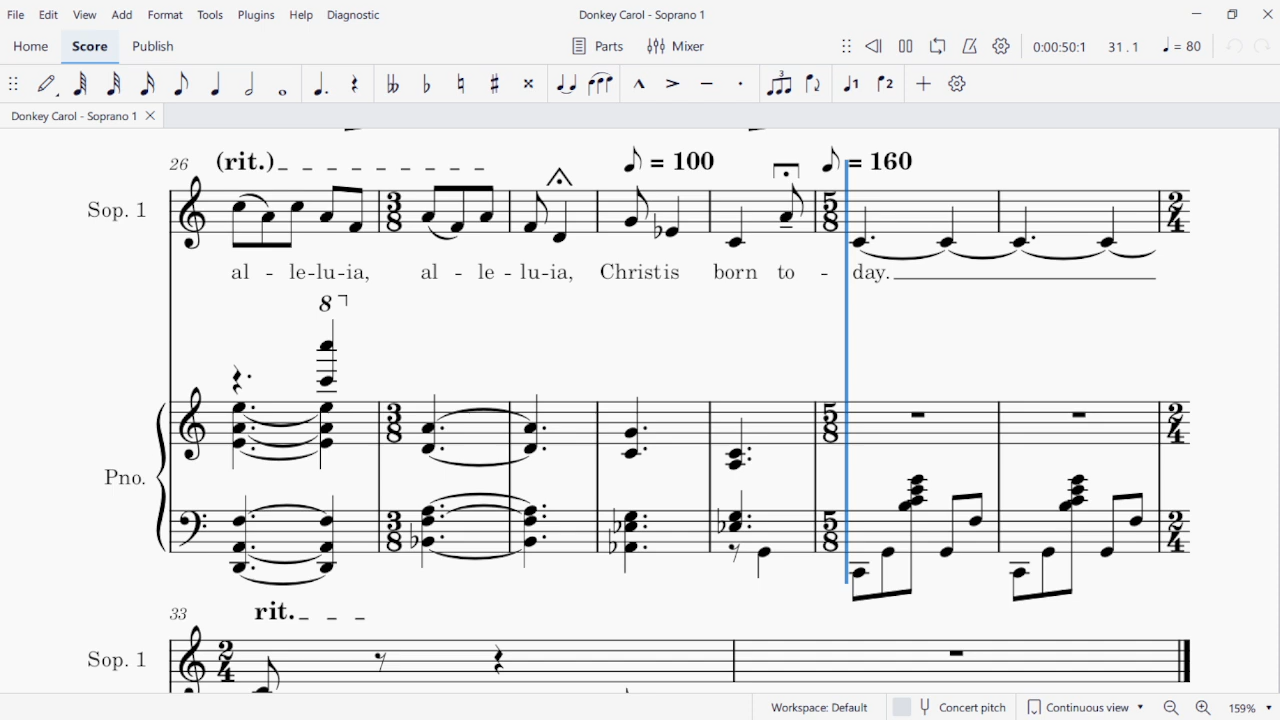 File Edit View Add Format Tools Plugins Help Diagnostic Donkey Carol - Soprano 1
Home Score Publish Parts Mixer 0:00:50:1 31 . 1 = 80
Donkey Carol - Soprano 1
26 (rit.) = 100 = 160
Sop. 1
al - le-lu-ia, al - le - lu-ia, Christ is born to - day.
8
Pno.
33 rit.
Sop. 1
Workspace: Default Concert pitch Continuous view 159%